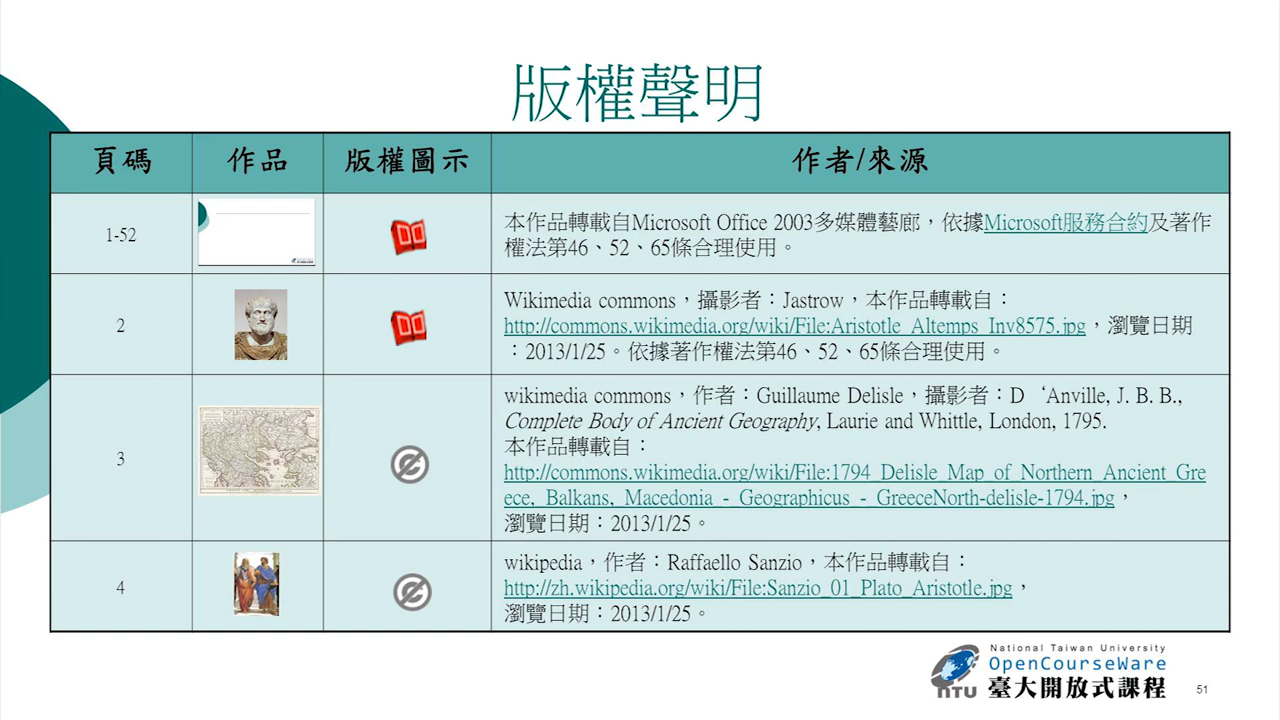 版權聲明
頁碼
作品
版權圖示
作者/來源
1-52
本作品轉載自Microsoft Office 2003多媒體藝廊，依據Microsoft服務合約及著作
權法第46、52、65條合理使用。
2
Wikimedia commons，攝影者：Jastrow，本作品轉載自：
http://commons.wikimedia.org/wiki/File:Aristotle_Altemps_Inv8575.jpg，瀏覽日期
：2013/1/25。依據著作權法第46、52、65條合理使用。
3
wikimedia commons，作者：Guillaume Delisle，攝影者：D‘Anville, J. B. B.,
Complete Body of Ancient Geography, Laurie and Whittle, London, 1795.
本作品轉載自：
http://commons.wikimedia.org/wiki/File:1794_Delisle_Map_of_Northern_Ancient_Gre
ece,_Balkans,_Macedonia_-_Geographicus_-_GreeceNorth-delisle-1794.jpg，
瀏覽日期：2013/1/25。
4
wikipedia，作者：Raffaello Sanzio，本作品轉載自：
http://zh.wikipedia.org/wiki/File:Sanzio_01_Plato_Aristotle.jpg，
瀏覽日期：2013/1/25。
National Taiwan University
OpenCourseWare
NTU 臺大開放式課程
51